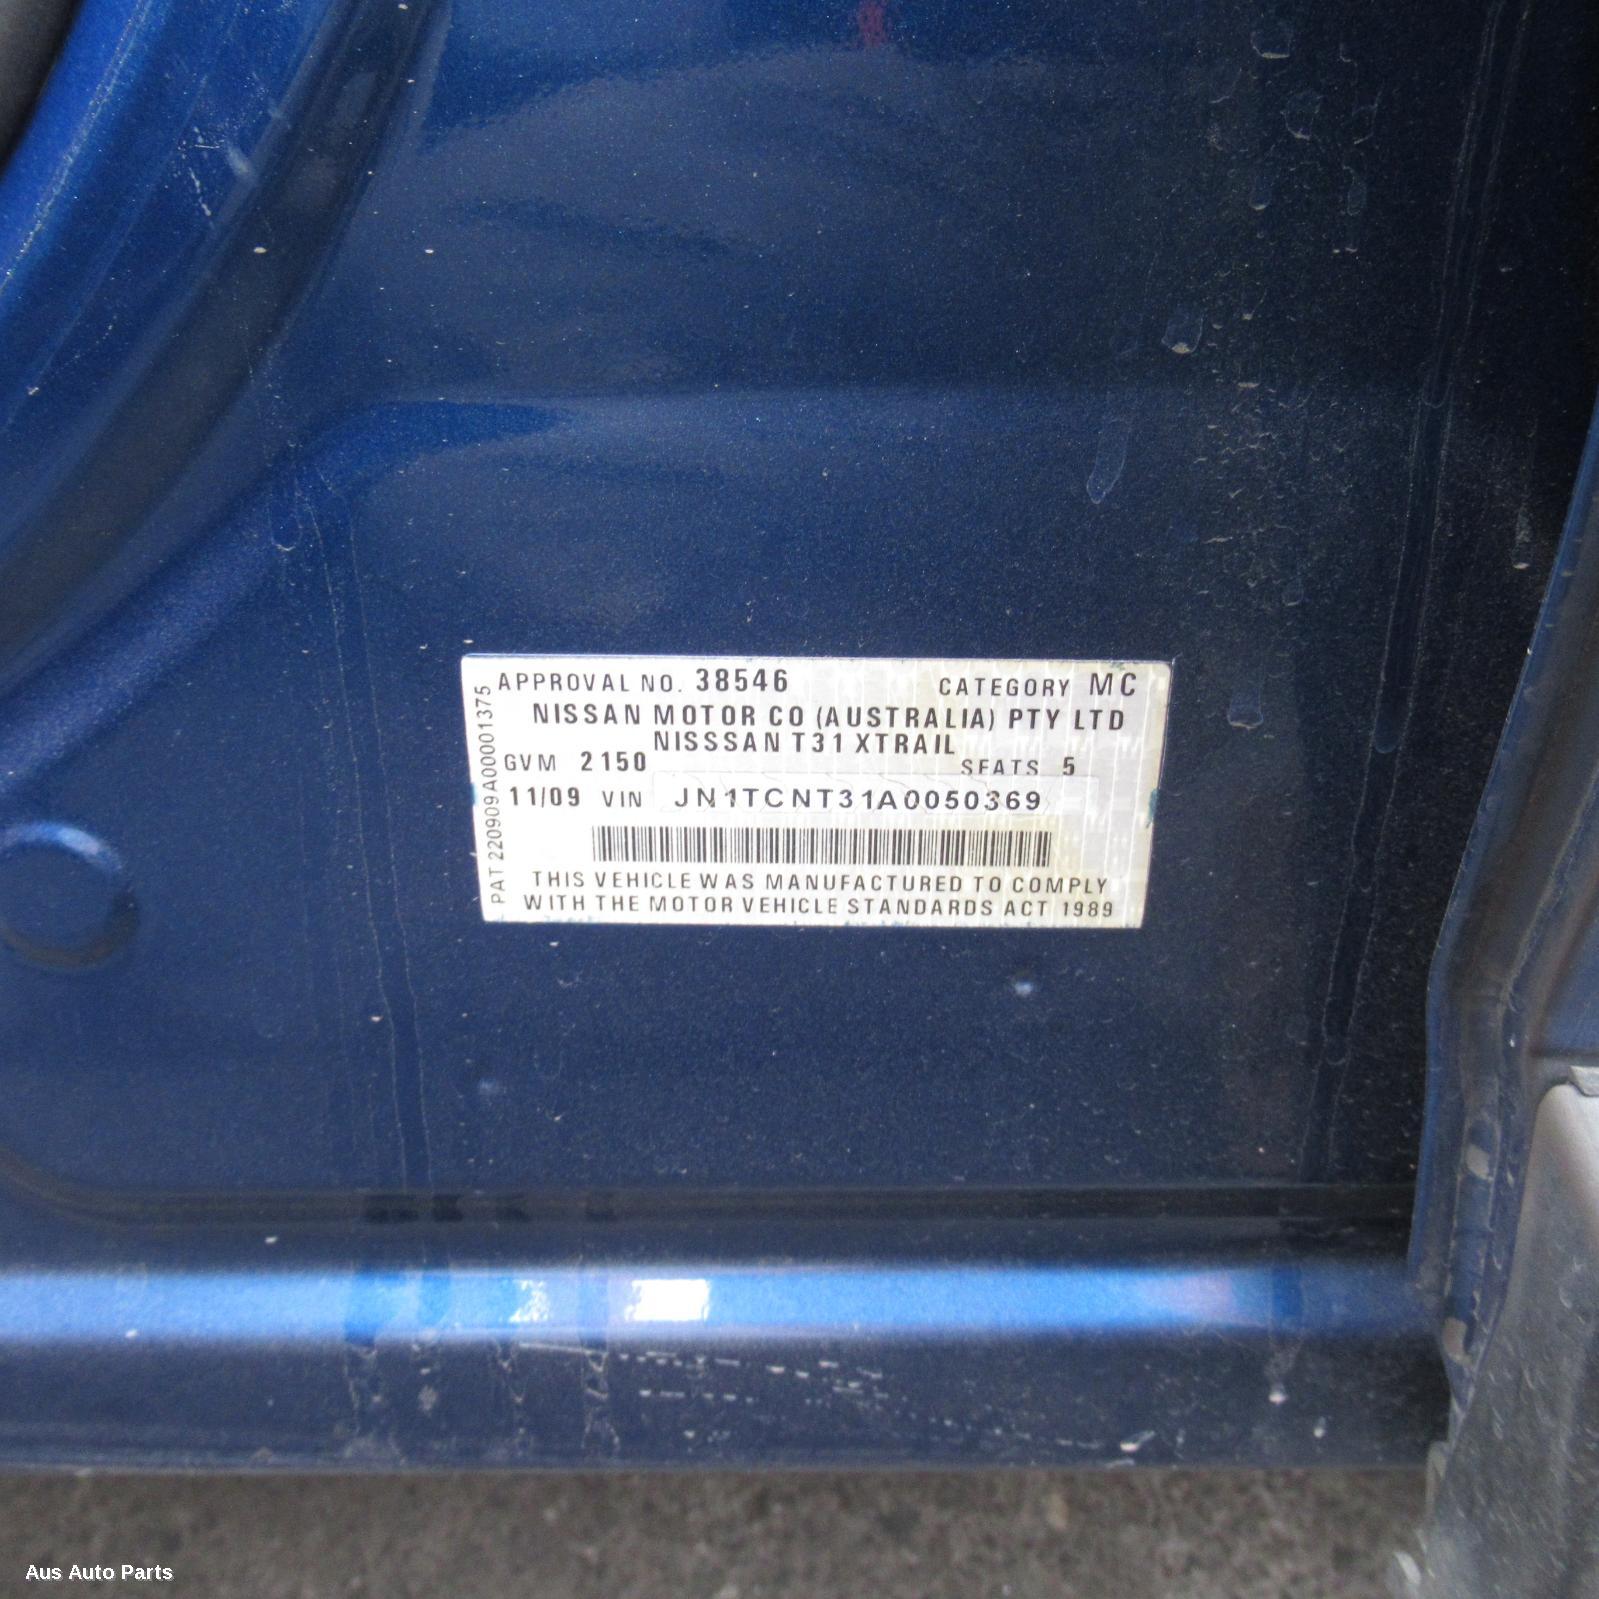 APPROVAL NO. 38546 CATEGORY MC
NISSAN MOTOR CO (AUSTRALIA) PTY LTD
NISSSAN T31 XTRAIL
GVM 2150 SEATS 5
11/09 VIN JN1TCNT31A0050369
THIS VEHICLE WAS MANUFACTURED TO COMPLY
WITH THE MOTOR VEHICLE STANDARDS ACT 1989
PAT 220909A00001375
Aus Auto Parts